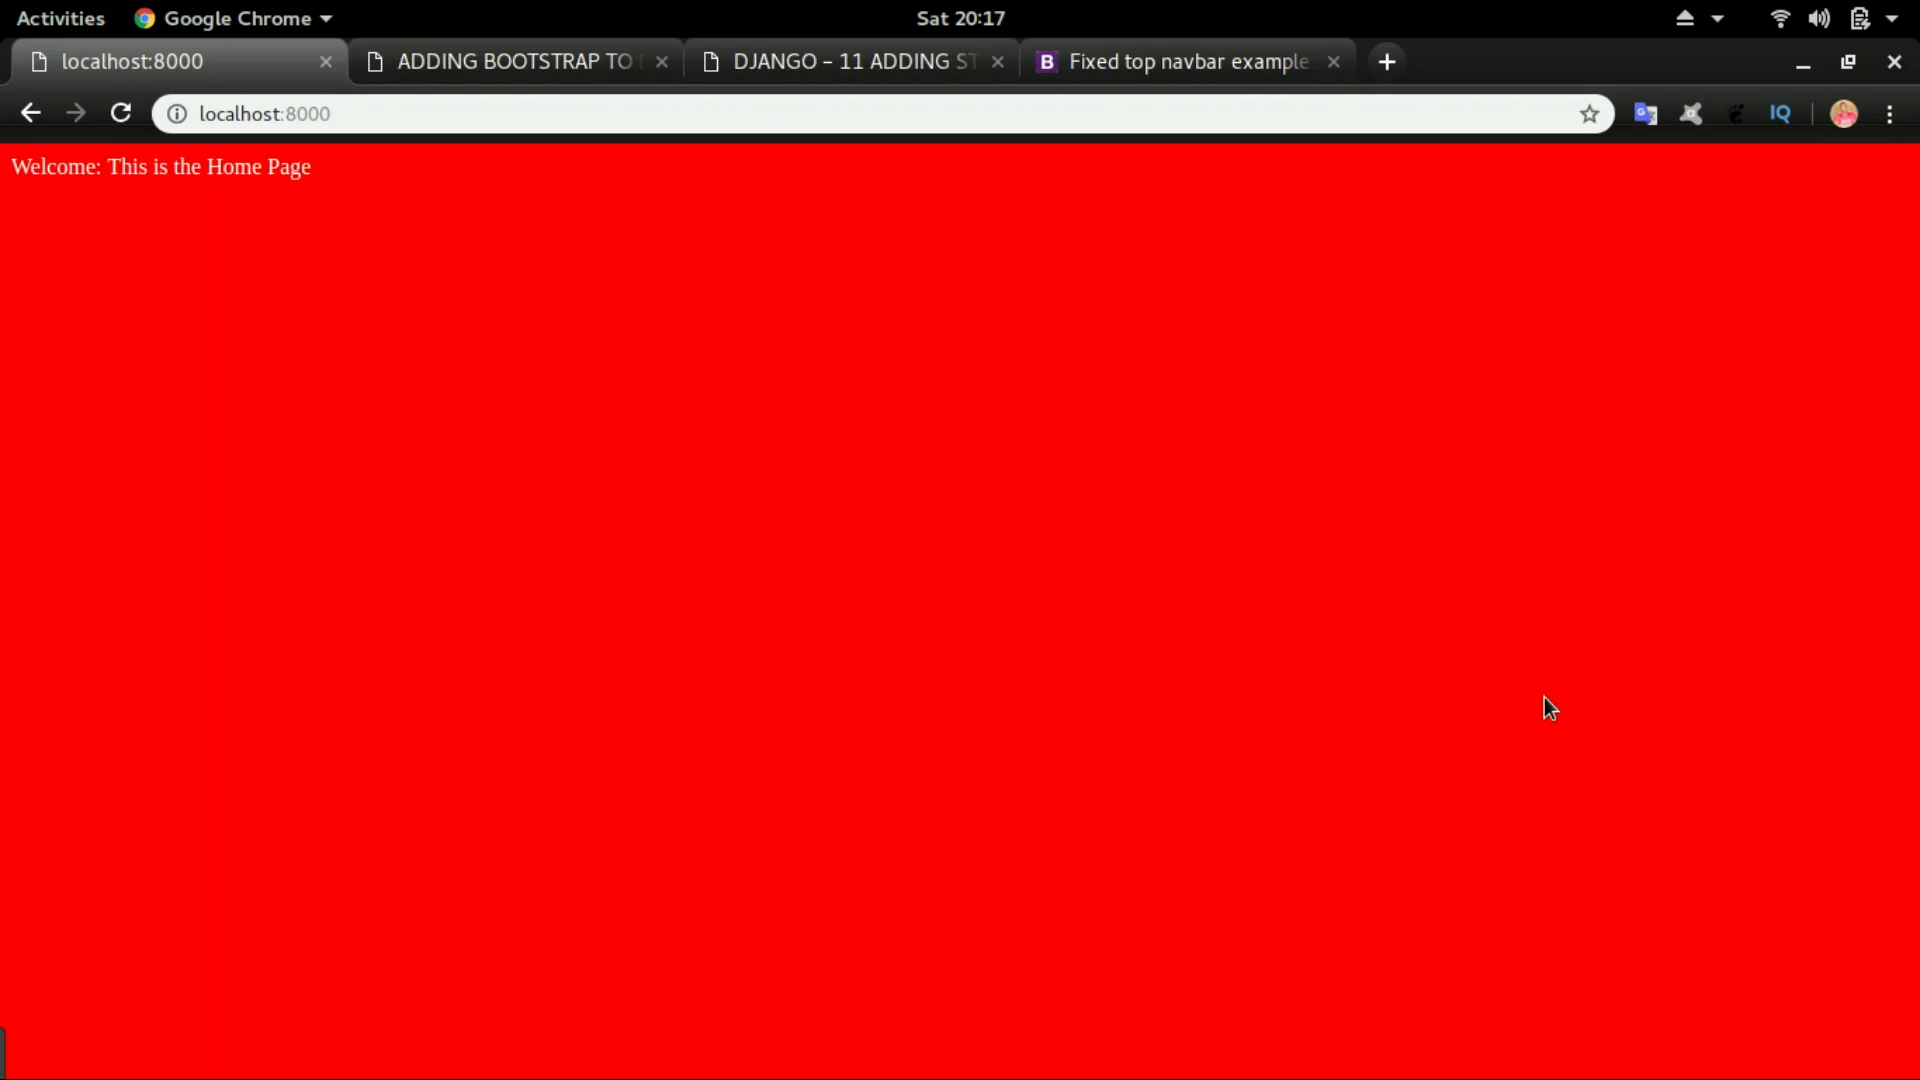 Activities Google Chrome Sat 20:17
localhost:8000 ADDING BOOTSTRAP TO DJANGO – 11 ADDING ST B Fixed top navbar example
localhost:8000 IQ
Welcome: This is the Home Page